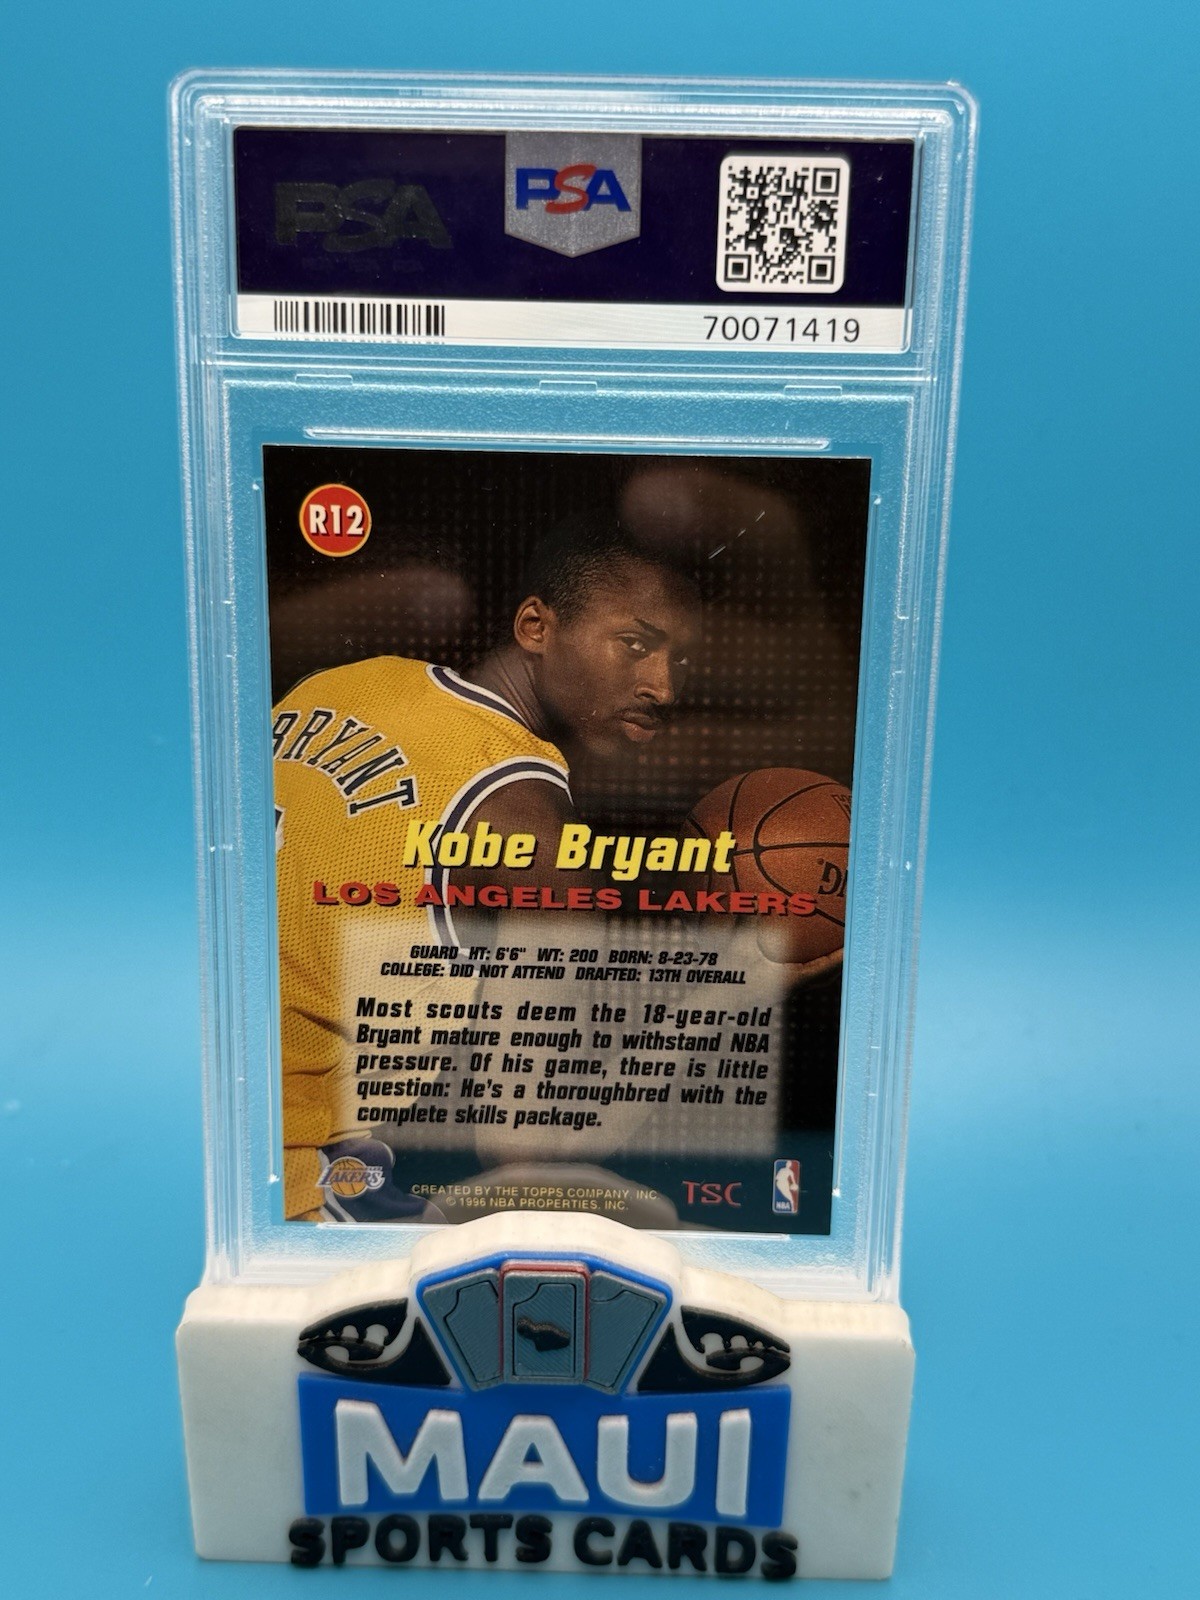 PSA
PSA
70071419
R12
BRYANT
Kobe Bryant
LOS ANGELES LAKERS
GUARD HT: 6'6" WT: 200 BORN: 8-23-78
COLLEGE: DID NOT ATTEND DRAFTED: 13TH OVERALL
Most scouts deem the 18-year-old
Bryant mature enough to withstand NBA
pressure. Of his game, there is little
question: He's a thoroughbred with the
complete skills package.
LAKERS
CREATED BY THE TOPPS COMPANY, INC.
© 1996 NBA PROPERTIES, INC.
TSC
NBA
MAUI
SPORTS CARDS